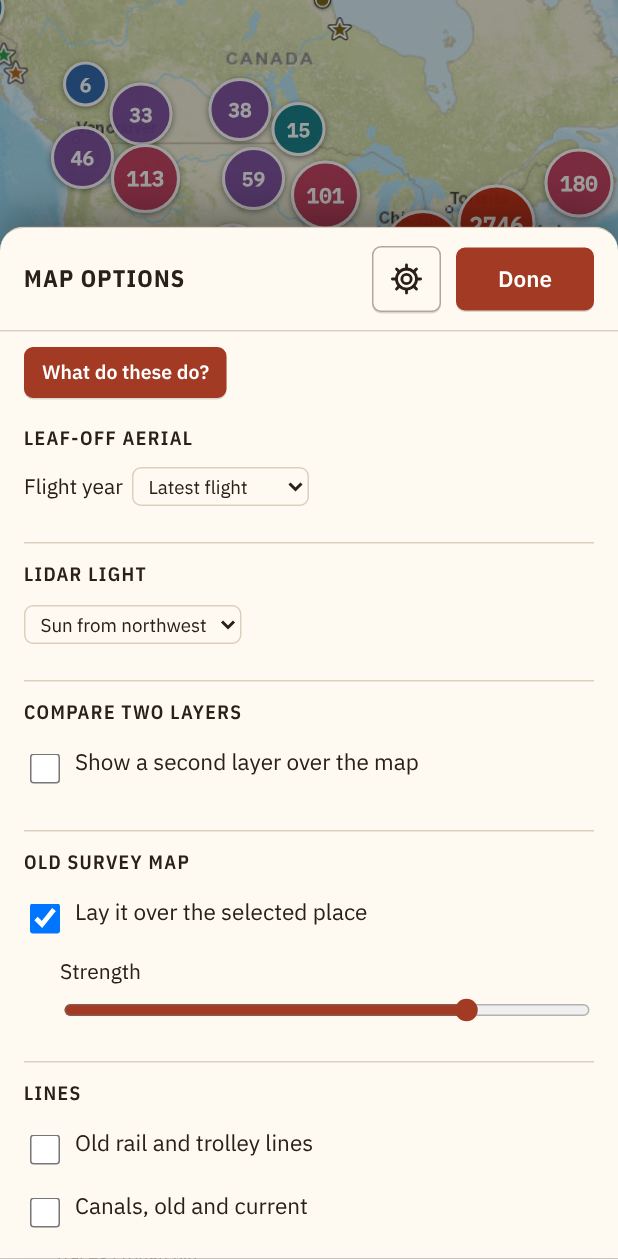 CANADA
6
33
38
15
46
113
59
101
180
2746
MAP OPTIONS
Done
What do these do?
LEAF-OFF AERIAL
Flight year Latest flight
LIDAR LIGHT
Sun from northwest
COMPARE TWO LAYERS
Show a second layer over the map
OLD SURVEY MAP
Lay it over the selected place
Strength
LINES
Old rail and trolley lines
Canals, old and current